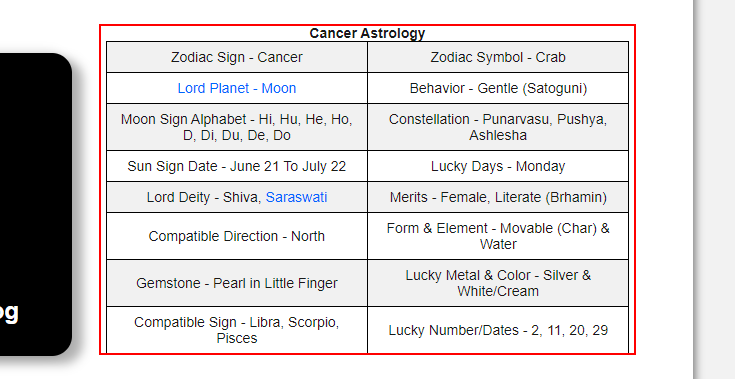 Cancer Astrology
Zodiac Sign - Cancer
Zodiac Symbol - Crab
Lord Planet - Moon
Behavior - Gentle (Satoguni)
Moon Sign Alphabet - Hi, Hu, He, Ho,
D, Di, Du, De, Do
Constellation - Punarvasu, Pushya,
Ashlesha
Sun Sign Date - June 21 To July 22
Lucky Days - Monday
Lord Deity - Shiva, Saraswati
Merits - Female, Literate (Brhamin)
Compatible Direction - North
Form & Element - Movable (Char) &
Water
Gemstone - Pearl in Little Finger
Lucky Metal & Color - Silver &
White/Cream
Compatible Sign - Libra, Scorpio,
Pisces
Lucky Number/Dates - 2, 11, 20, 29